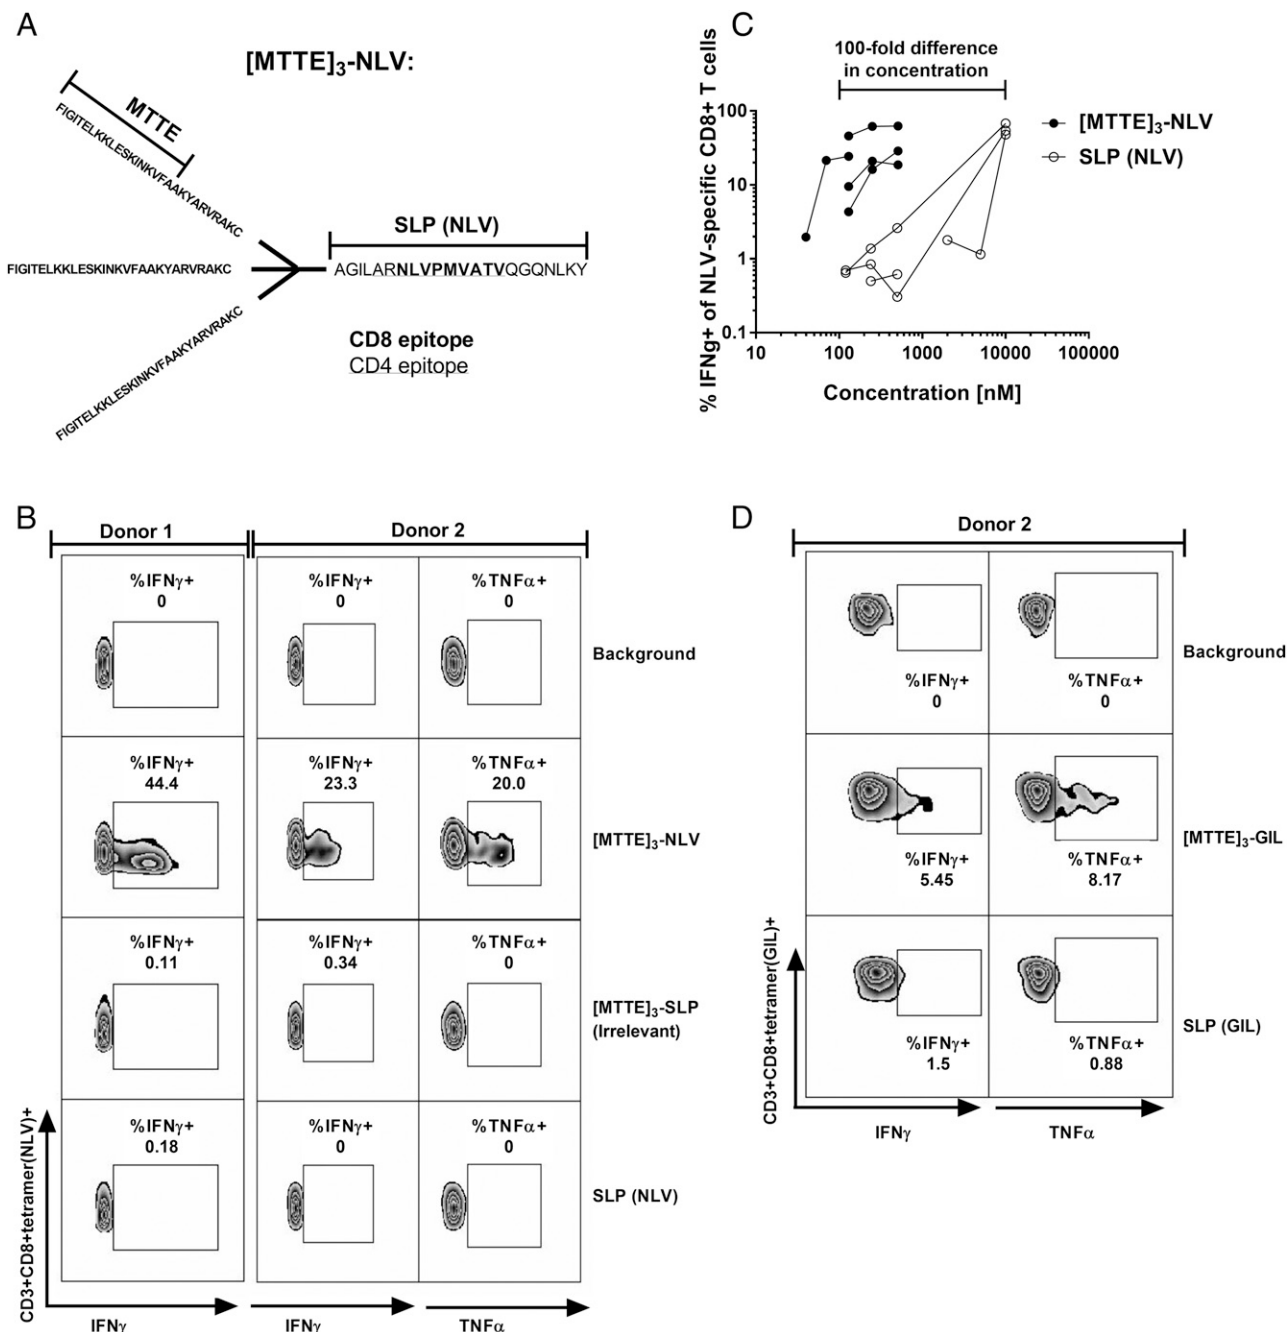 A
[MTTE]3-NLV:
MTTE
FIGITELKKLESKINKVFAAKYARVRAKC
SLP (NLV)
FIGITELKKLESKINKVFAAKYARVRAKC
AGILARNLVPMVATVQGQNLKY
FIGITELKKLESKINKVFAAKYARVRAKC
CD8 epitope
CD4 epitope
C
100-fold difference
in concentration
% IFNg+ of NLV-specific CD8+ T cells
100
10
1
0.1
10
100
1000
10000
100000
Concentration [nM]
[MTTE]3-NLV
SLP (NLV)
B
Donor 1
Donor 2
%IFNγ+
0
%IFNγ+
0
%TNFα+
0
Background
%IFNγ+
44.4
%IFNγ+
23.3
%TNFα+
20.0
[MTTE]3-NLV
%IFNγ+
0.11
%IFNγ+
0.34
%TNFα+
0
[MTTE]3-SLP
(Irrelevant)
%IFNγ+
0.18
%IFNγ+
0
%TNFα+
0
SLP (NLV)
CD3+CD8+tetramer(NLV)+
IFNγ
IFNγ
TNFα
D
Donor 2
%IFNγ+
0
%TNFα+
0
Background
%IFNγ+
5.45
%TNFα+
8.17
[MTTE]3-GIL
%IFNγ+
1.5
%TNFα+
0.88
SLP (GIL)
CD3+CD8+tetramer(GIL)+
IFNγ
TNFα